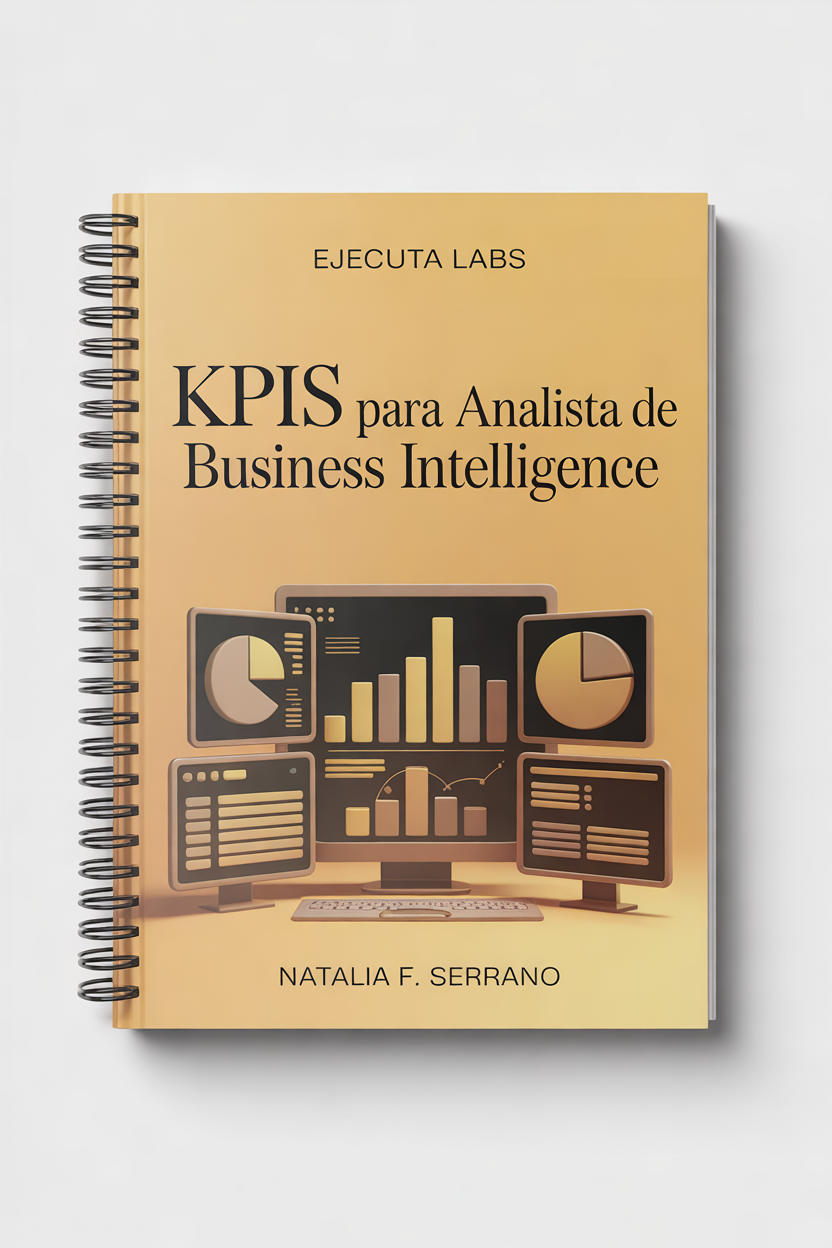 EJECUTA LABS
KPIS para Analista de
Business Intelligence
NATALIA F. SERRANO